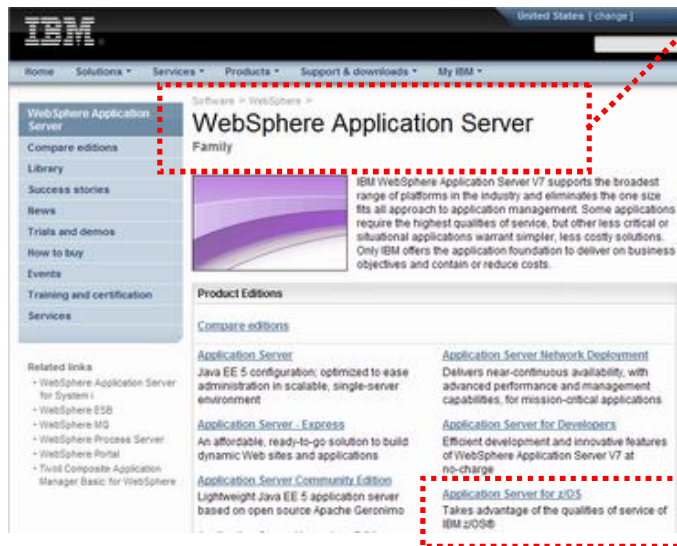 United States [ change ]
IBM.
Home Solutions Services Products Support & downloads My IBM
Software > WebSphere >
WebSphere Application Server
Family
WebSphere Application
Server
Compare editions
Library
Success stories
News
Trials and demos
How to buy
Events
Training and certification
Services
Related links
WebSphere Application Server
for System i
WebSphere ESB
WebSphere MQ
WebSphere Process Server
WebSphere Portal
Tivoli Composite Application
Manager Basic for WebSphere
IBM WebSphere Application Server V7 supports the broadest
range of platforms in the industry and eliminates the one size
fits all approach to application management. Some applications
require the highest qualities of service, but other less critical or
situational applications warrant simpler, less costly solutions.
Only IBM offers the application foundation to deliver on business
objectives and contain or reduce costs.
Product Editions
Compare editions
Application Server
Java EE 5 configuration; optimized to ease
administration in scalable, single-server
environment
Application Server - Express
An affordable, ready-to-go solution to build
dynamic Web sites and applications
Application Server Community Edition
Lightweight Java EE 5 application server
based on open source Apache Geronimo
Application Server Network Deployment
Delivers near-continuous availability, with
advanced performance and management
capabilities, for mission-critical applications
Application Server for Developers
Efficient development and innovative features
of WebSphere Application Server V7 at
no-charge
Application Server for z/OS
Takes advantage of the qualities of service of
IBM z/OS®